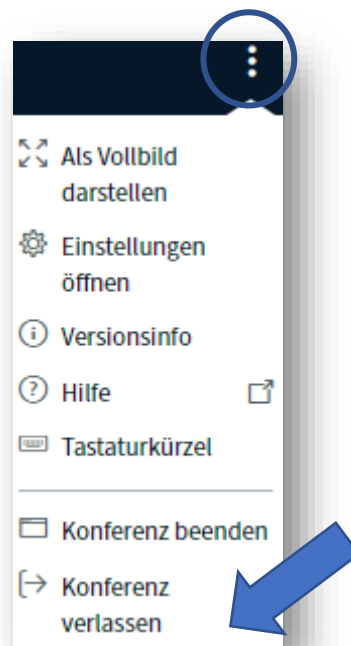 Als Vollbild
darstellen
Einstellungen
öffnen
Versionsinfo
Hilfe
Tastaturkürzel
Konferenz beenden
Konferenz
verlassen